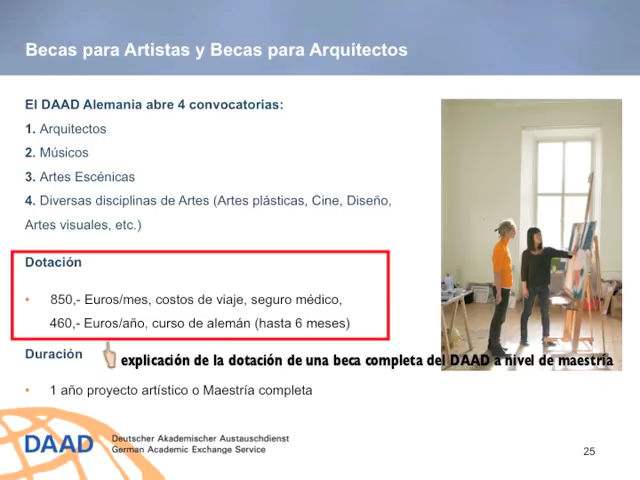 Becas para Artistas y Becas para Arquitectos
El DAAD Alemania abre 4 convocatorias:
1. Arquitectos
2. Músicos
3. Artes Escénicas
4. Diversas disciplinas de Artes (Artes plásticas, Cine, Diseño,
Artes visuales, etc.)
Dotación
• 850,- Euros/mes, costos de viaje, seguro médico,
460,- Euros/año, curso de alemán (hasta 6 meses)
Duración
explicación de la dotación de una beca completa del DAAD a nivel de maestría
• 1 año proyecto artístico o Maestría completa
DAAD
Deutscher Akademischer Austauschdienst
German Academic Exchange Service
25